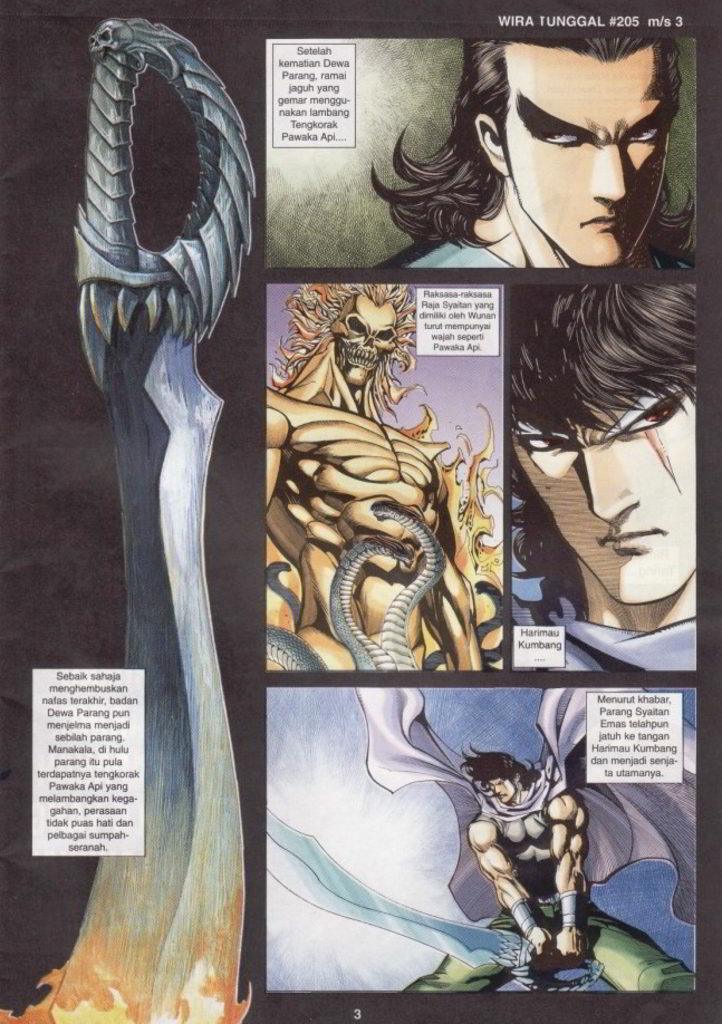 WIRA TUNGGAL #205 m/s 3
Setelah
kematian Dewa
Parang, ramai
jaguh yang
gemar menggu-
nakan lambang
Tengkorak
Pawaka Api....
Raksasa-raksasa
Raja Syaitan yang
dimiliki oleh Wunan
turut mempunyai
wajah seperti
Pawaka Api.
Harimau
Kumbang
....
Sebaik sahaja
menghembuskan
nafas terakhir, badan
Dewa Parang pun
menjelma menjadi
sebilah parang.
Manakala, di hulu
parang itu pula
terdapatnya tengkorak
Pawaka Api yang
melambangkan kega-
gahan, perasaan
tidak puas hati dan
pelbagai sumpah-
seranah.
Menurut khabar,
Parang Syaitan
Emas telahpun
jatuh ke tangan
Harimau Kumbang
dan menjadi senja-
ta utamanya.
3